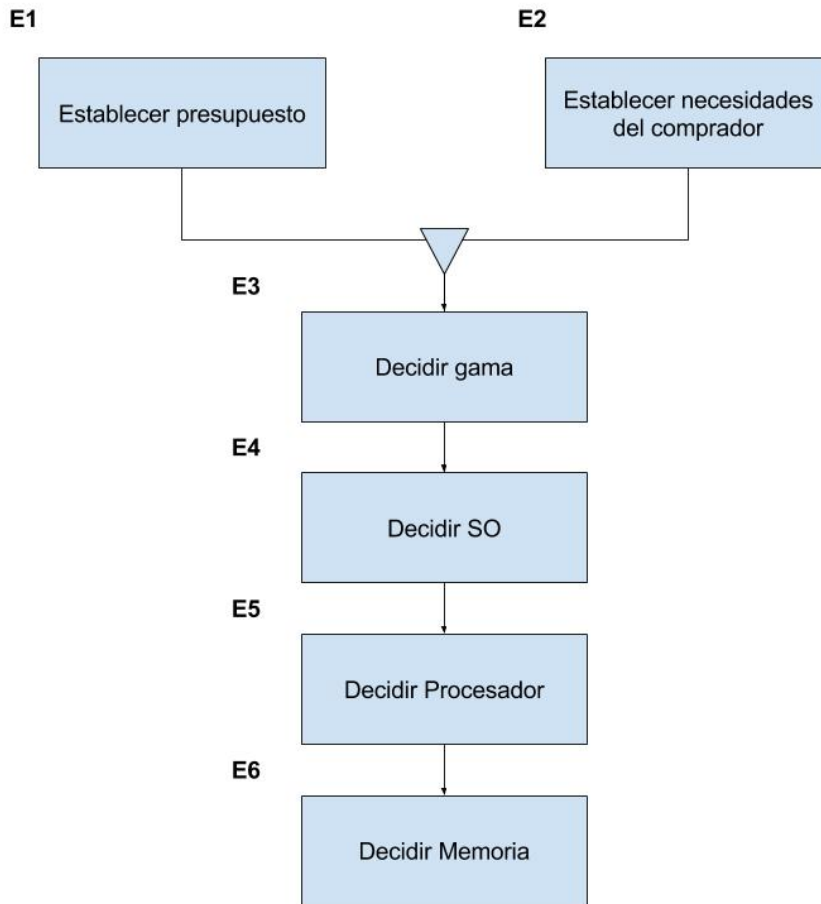 E1
E2
Establecer presupuesto
Establecer necesidades
del comprador
E3
Decidir gama
E4
Decidir SO
E5
Decidir Procesador
E6
Decidir Memoria